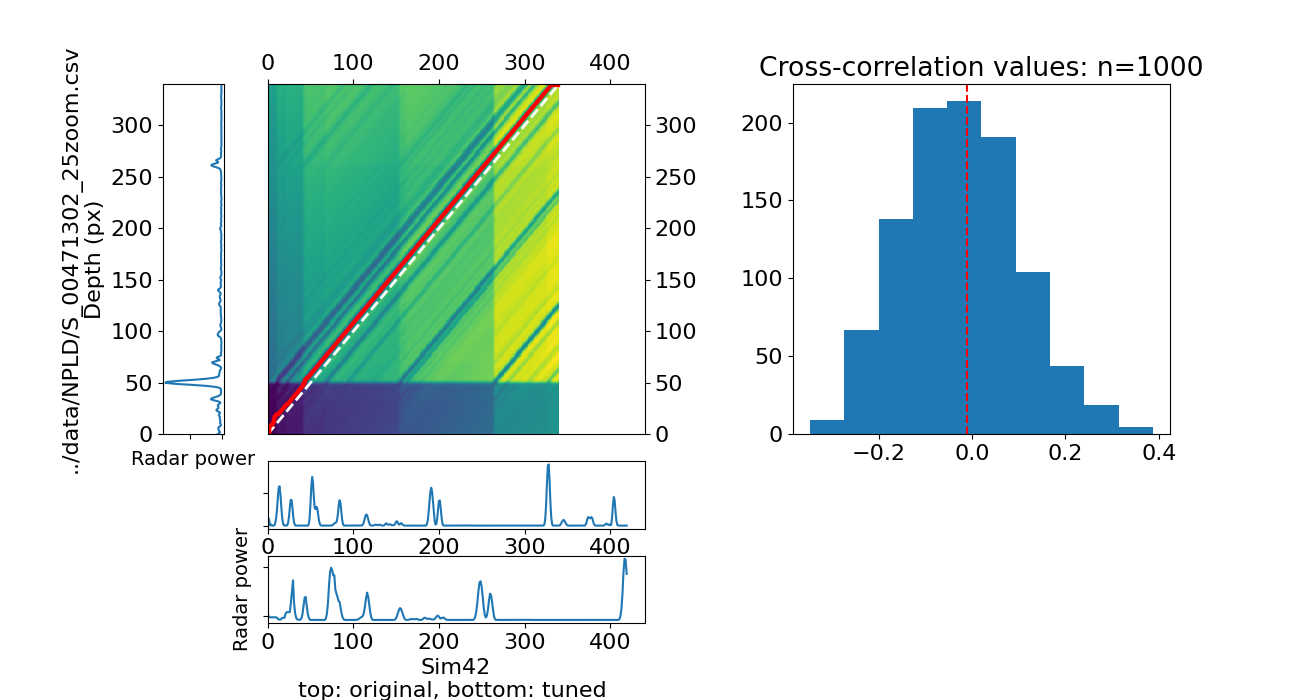 ../data/NPLD/S_00471302_25zoom.csv
Depth (px)
0 100 200 300 400
300
250
200
150
100
50
0
300
250
200
150
100
50
0
Radar power
0 100 200 300 400
Radar power
0 100 200 300 400
Sim42
top: original, bottom: tuned
Cross-correlation values: n=1000
200
150
100
50
0
−0.2 0.0 0.2 0.4